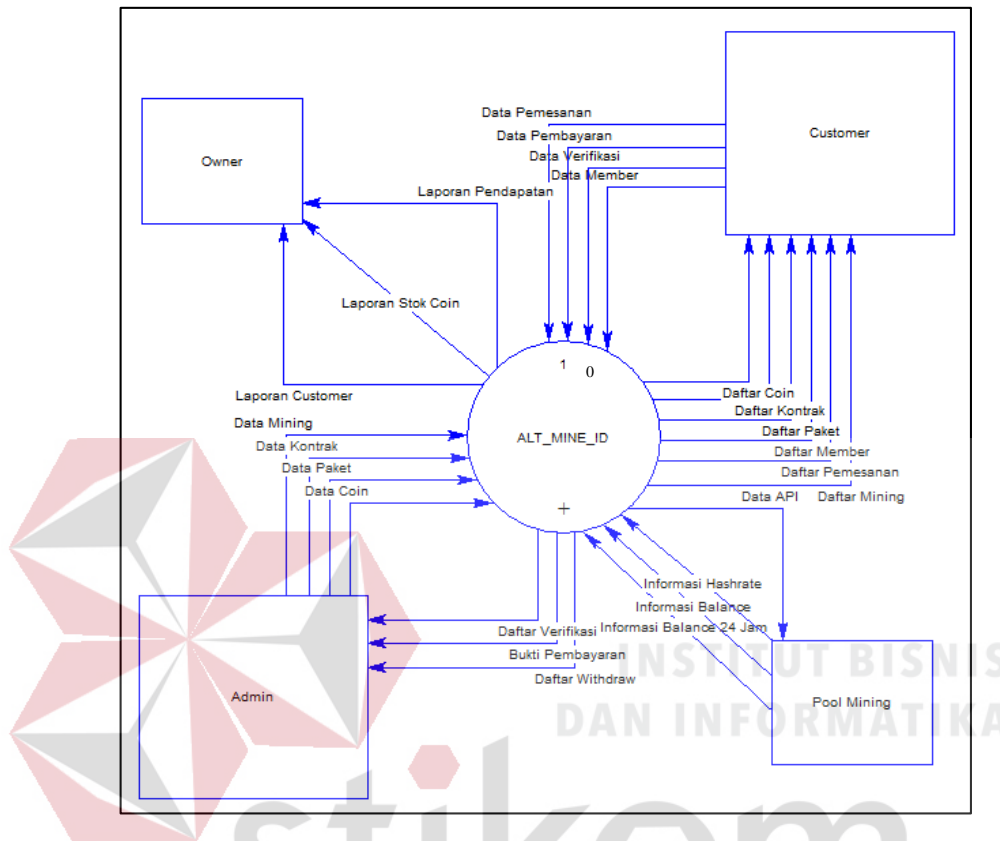 Customer
Owner
Data Pemesanan
Data Pembayaran
Data Verifikasi
Data Member
Laporan Pendapatan
Laporan Stok Coin
Laporan Customer
1
0
ALT_MINE_ID
+
Daftar Coin
Daftar Kontrak
Daftar Paket
Daftar Member
Daftar Pemesanan
Daftar Mining
Data API
Data Mining
Data Kontrak
Data Paket
Data Coin
Informasi Hashrate
Informasi Balance
Informasi Balance 24 Jam
Daftar Verifikasi
Bukti Pembayaran
Daftar Withdraw
Admin
Pool Mining
INSTITUT BISNIS
DAN INFORMATIKA
stikom